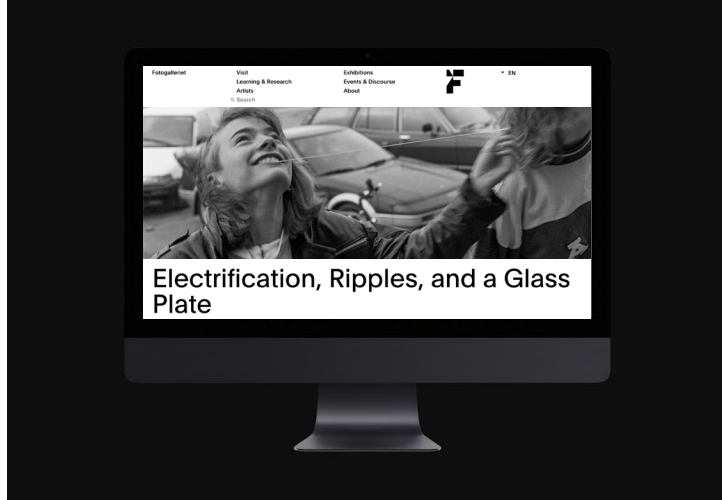 Fotogalleriet
Visit
Learning & Research
Artists
Search
Exhibitions
Events & Discourse
About
EN
Electrification, Ripples, and a Glass
Plate